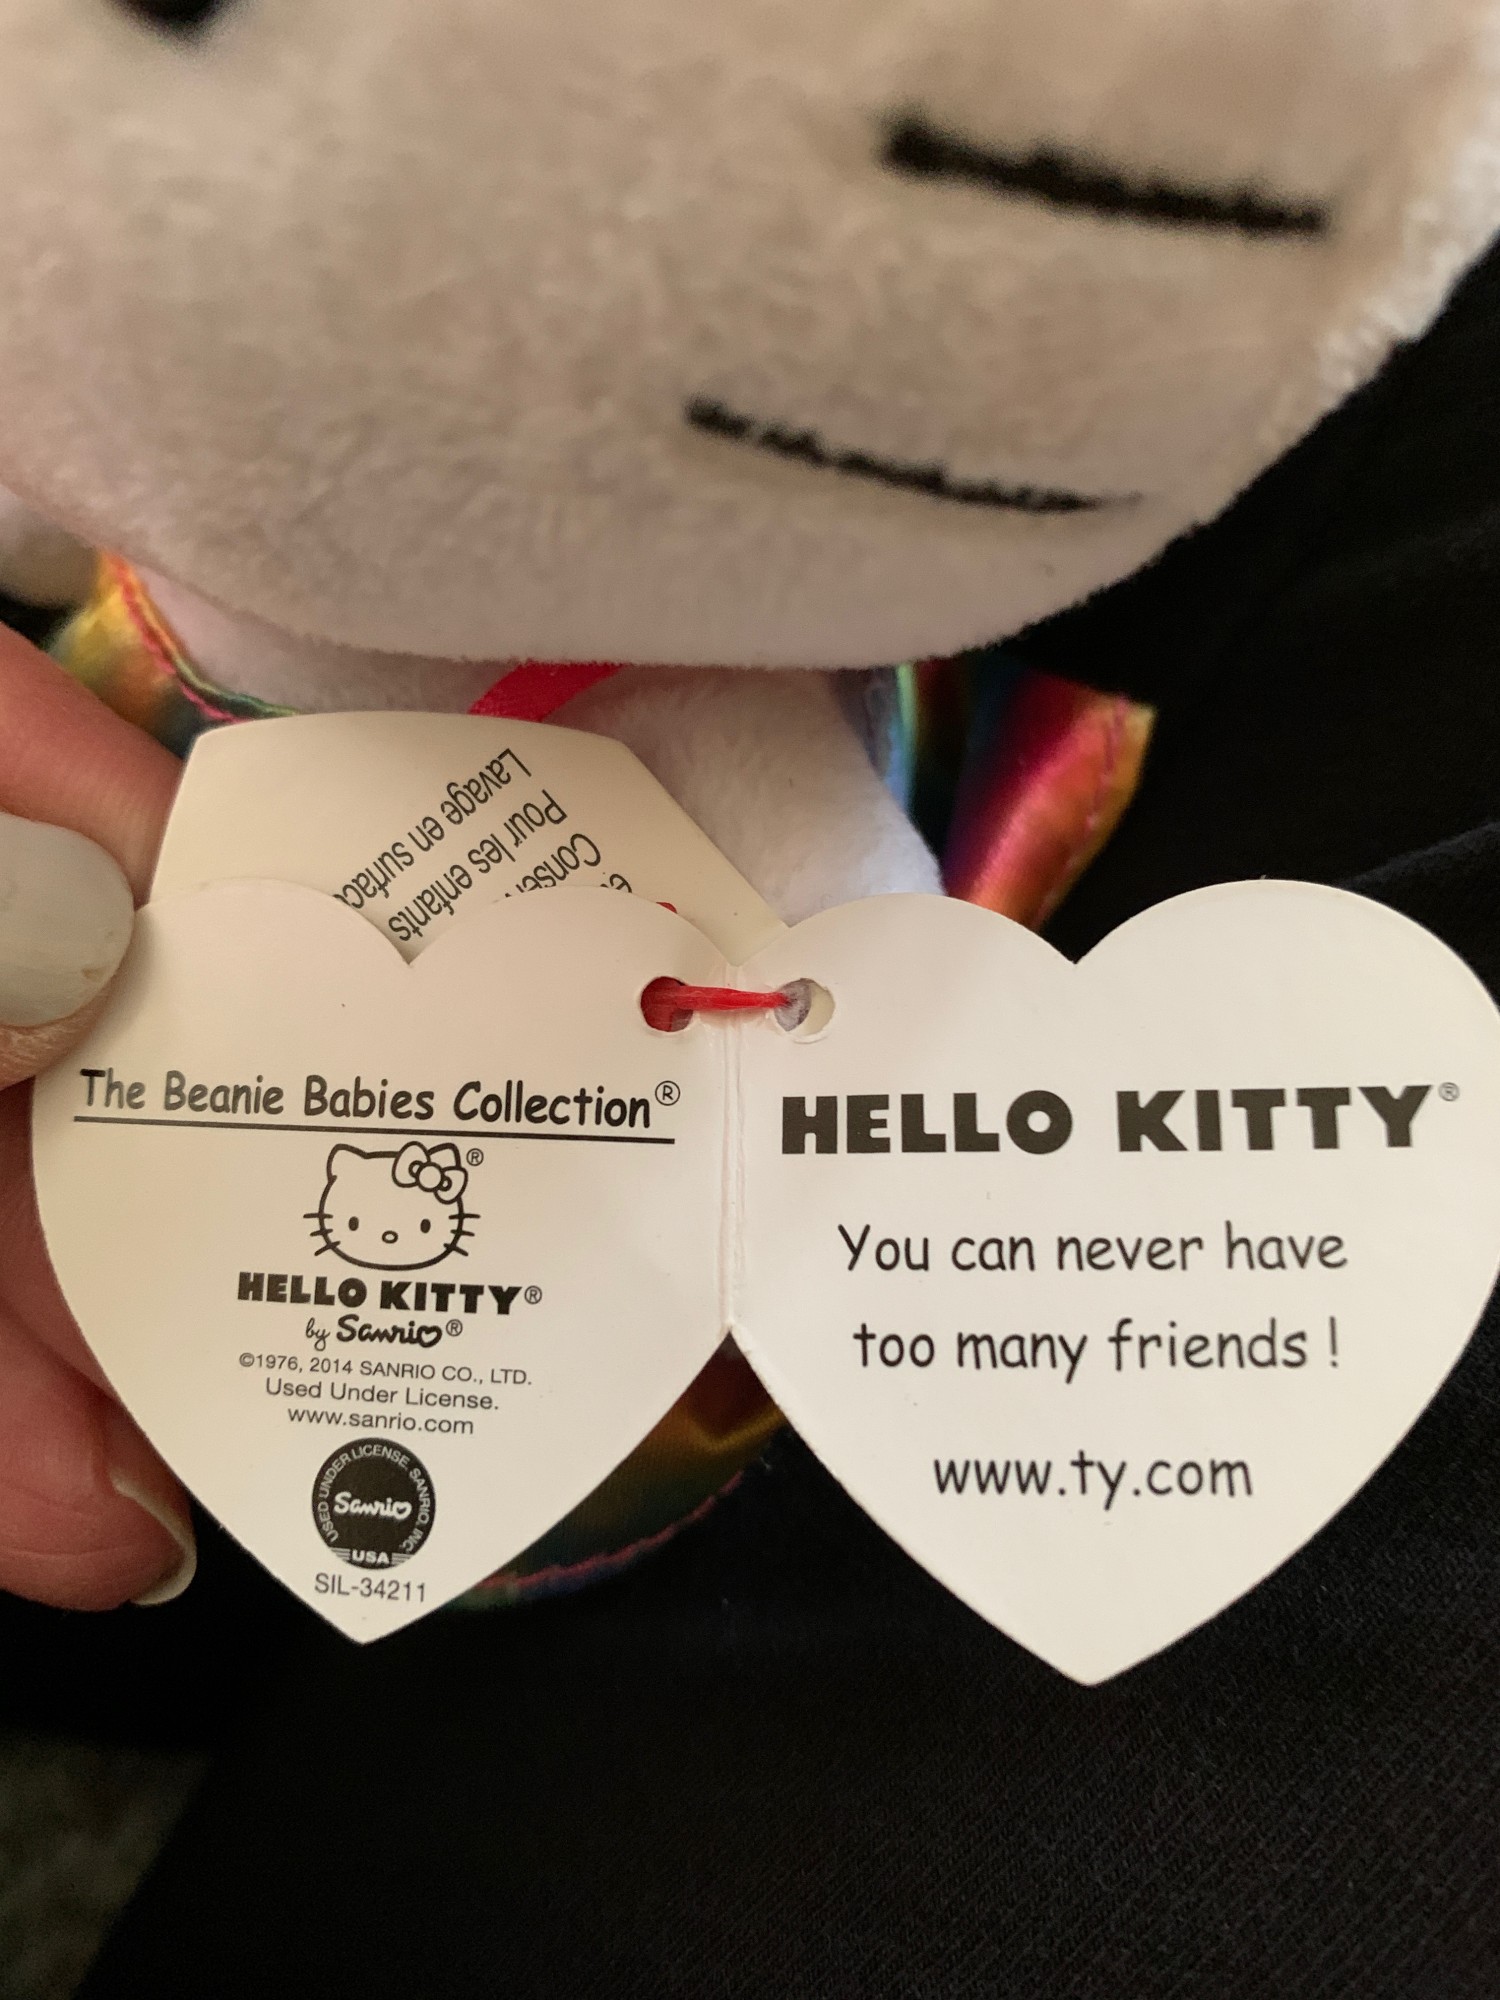 Lavage en surfac
Pour les enfants
The Beanie Babies Collection®
®
HELLO KITTY®
by Sanrio®
©1976, 2014 SANRIO CO., LTD.
Used Under License.
www.sanrio.com
USED UNDER LICENSE. SANRIO, INC.
Sanrio
USA
SIL-34211
HELLO KITTY®
You can never have
too many friends !
www.ty.com